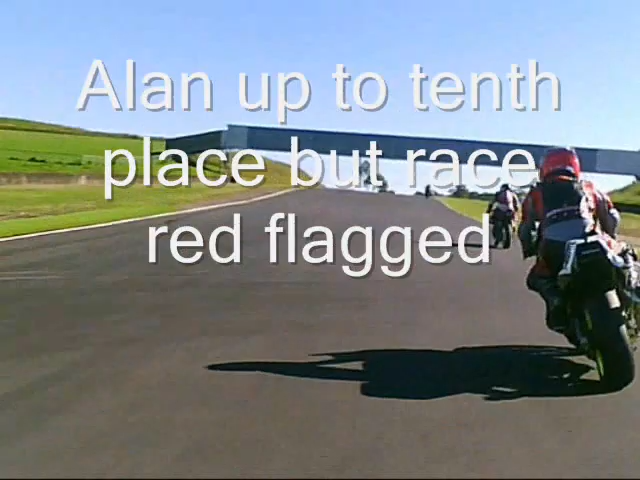 Alan up to tenth
place but race
red flagged